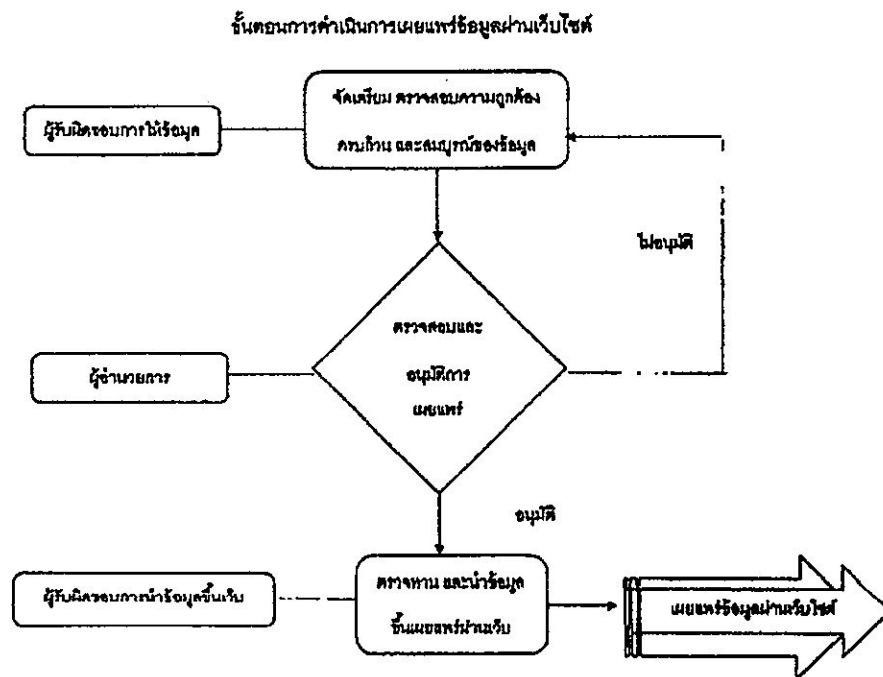 ขั้นตอนการดำเนินการเผยแพร่ข้อมูลผ่านเว็บไซต์
จัดเตรียม ตรวจสอบความถูกต้อง
ครบถ้วน และสมบูรณ์ของข้อมูล
ผู้รับผิดชอบการให้ข้อมูล
ไม่อนุมัติ
ตรวจสอบและ
อนุมัติการ
เผยแพร่
ผู้อำนวยการ
อนุมัติ
ตรวจทาน และนำข้อมูล
ขึ้นเผยแพร่ผ่านเว็บ
ผู้รับผิดชอบการนำข้อมูลขึ้นเว็บ
เผยแพร่ข้อมูลผ่านเว็บไซต์